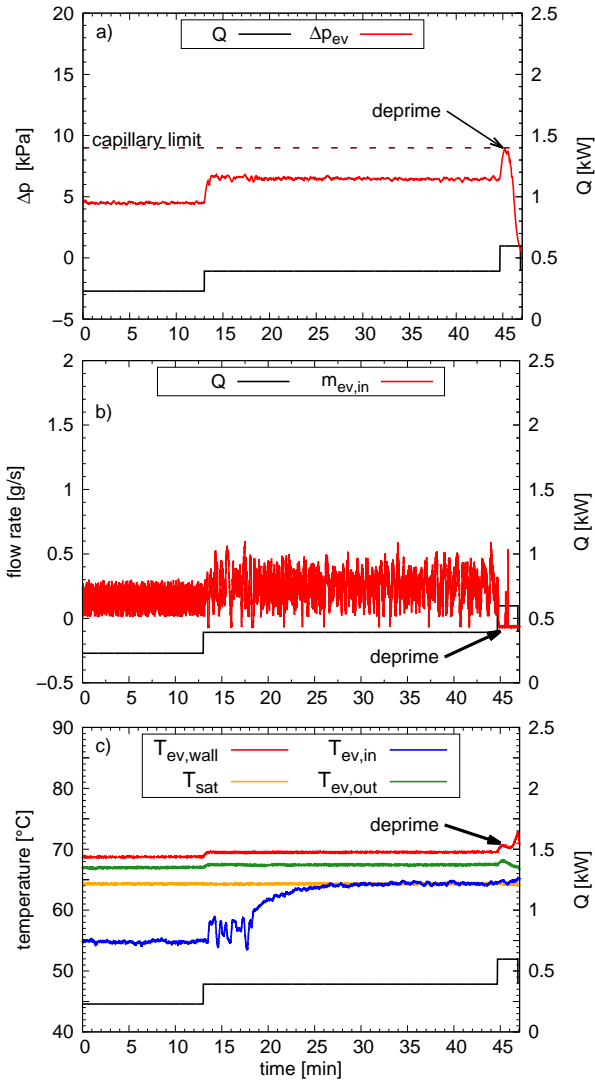 a)
Q
Δp_ev
20
15
10
5
0
−5
Δp [kPa]
2.5
2
1.5
1
0.5
0
Q [kW]
deprime
capillary limit
0 5 10 15 20 25 30 35 40 45
b)
Q
m_ev,in
2
1.5
1
0.5
0
−0.5
flow rate [g/s]
2.5
2
1.5
1
0.5
0
Q [kW]
deprime
0 5 10 15 20 25 30 35 40 45
c)
T_ev,wall
T_ev,in
T_sat
T_ev,out
90
80
70
60
50
40
temperature [°C]
2.5
2
1.5
1
0.5
0
Q [kW]
deprime
0 5 10 15 20 25 30 35 40 45
time [min]